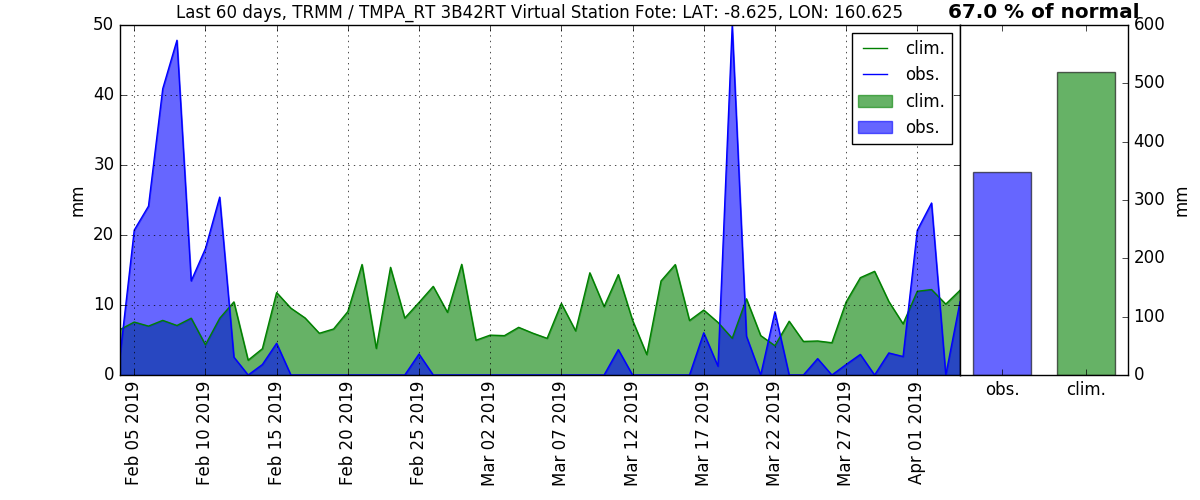 Last 60 days, TRMM / TMPA_RT 3B42RT Virtual Station Fote: LAT: -8.625, LON: 160.625
67.0 % of normal
50
40
30
20
10
0
mm
clim.
obs.
clim.
obs.
600
500
400
300
200
100
0
mm
Feb 05 2019
Feb 10 2019
Feb 15 2019
Feb 20 2019
Feb 25 2019
Mar 02 2019
Mar 07 2019
Mar 12 2019
Mar 17 2019
Mar 22 2019
Mar 27 2019
Apr 01 2019
obs.
clim.